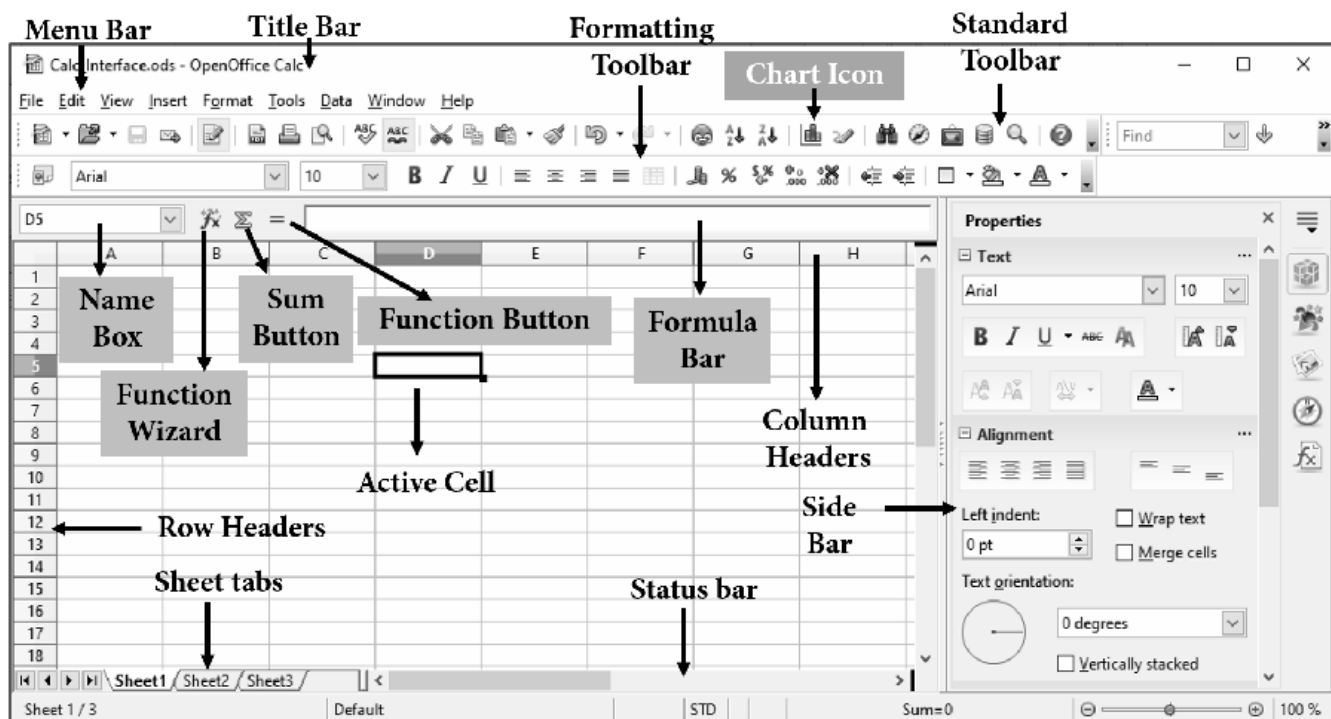 Menu Bar
Title Bar
Formatting
Toolbar
Standard
Toolbar
Chart Icon
Calc Interface.ods - OpenOffice Calc
File Edit View Insert Format Tools Data Window Help
ABC ABC Find
Arial 10 B I U
D5 fx Σ =
A B C D E F G H
1
2
3
4
5
6
7
8
9
10
11
12
13
14
15
16
17
18
Name
Box
Sum
Button
Function Button
Formula
Bar
Function
Wizard
Active Cell
Column
Headers
Row Headers
Side
Bar
Sheet tabs
Status bar
Properties
Text
Arial 10
B I U ABC
Alignment
Left indent:
0 pt
Wrap text
Merge cells
Text orientation:
0 degrees
Vertically stacked
Sheet1 Sheet2 Sheet3
Sheet 1 / 3 Default STD Sum=0 100 %